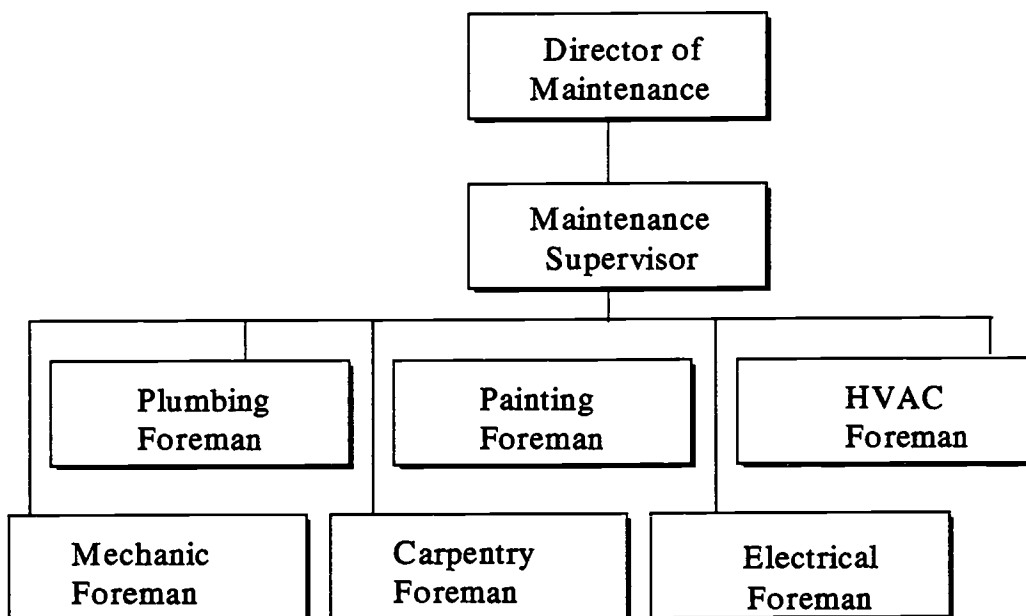 Director of
Maintenance
Maintenance
Supervisor
Plumbing
Foreman
Painting
Foreman
HVAC
Foreman
Mechanic
Foreman
Carpentry
Foreman
Electrical
Foreman